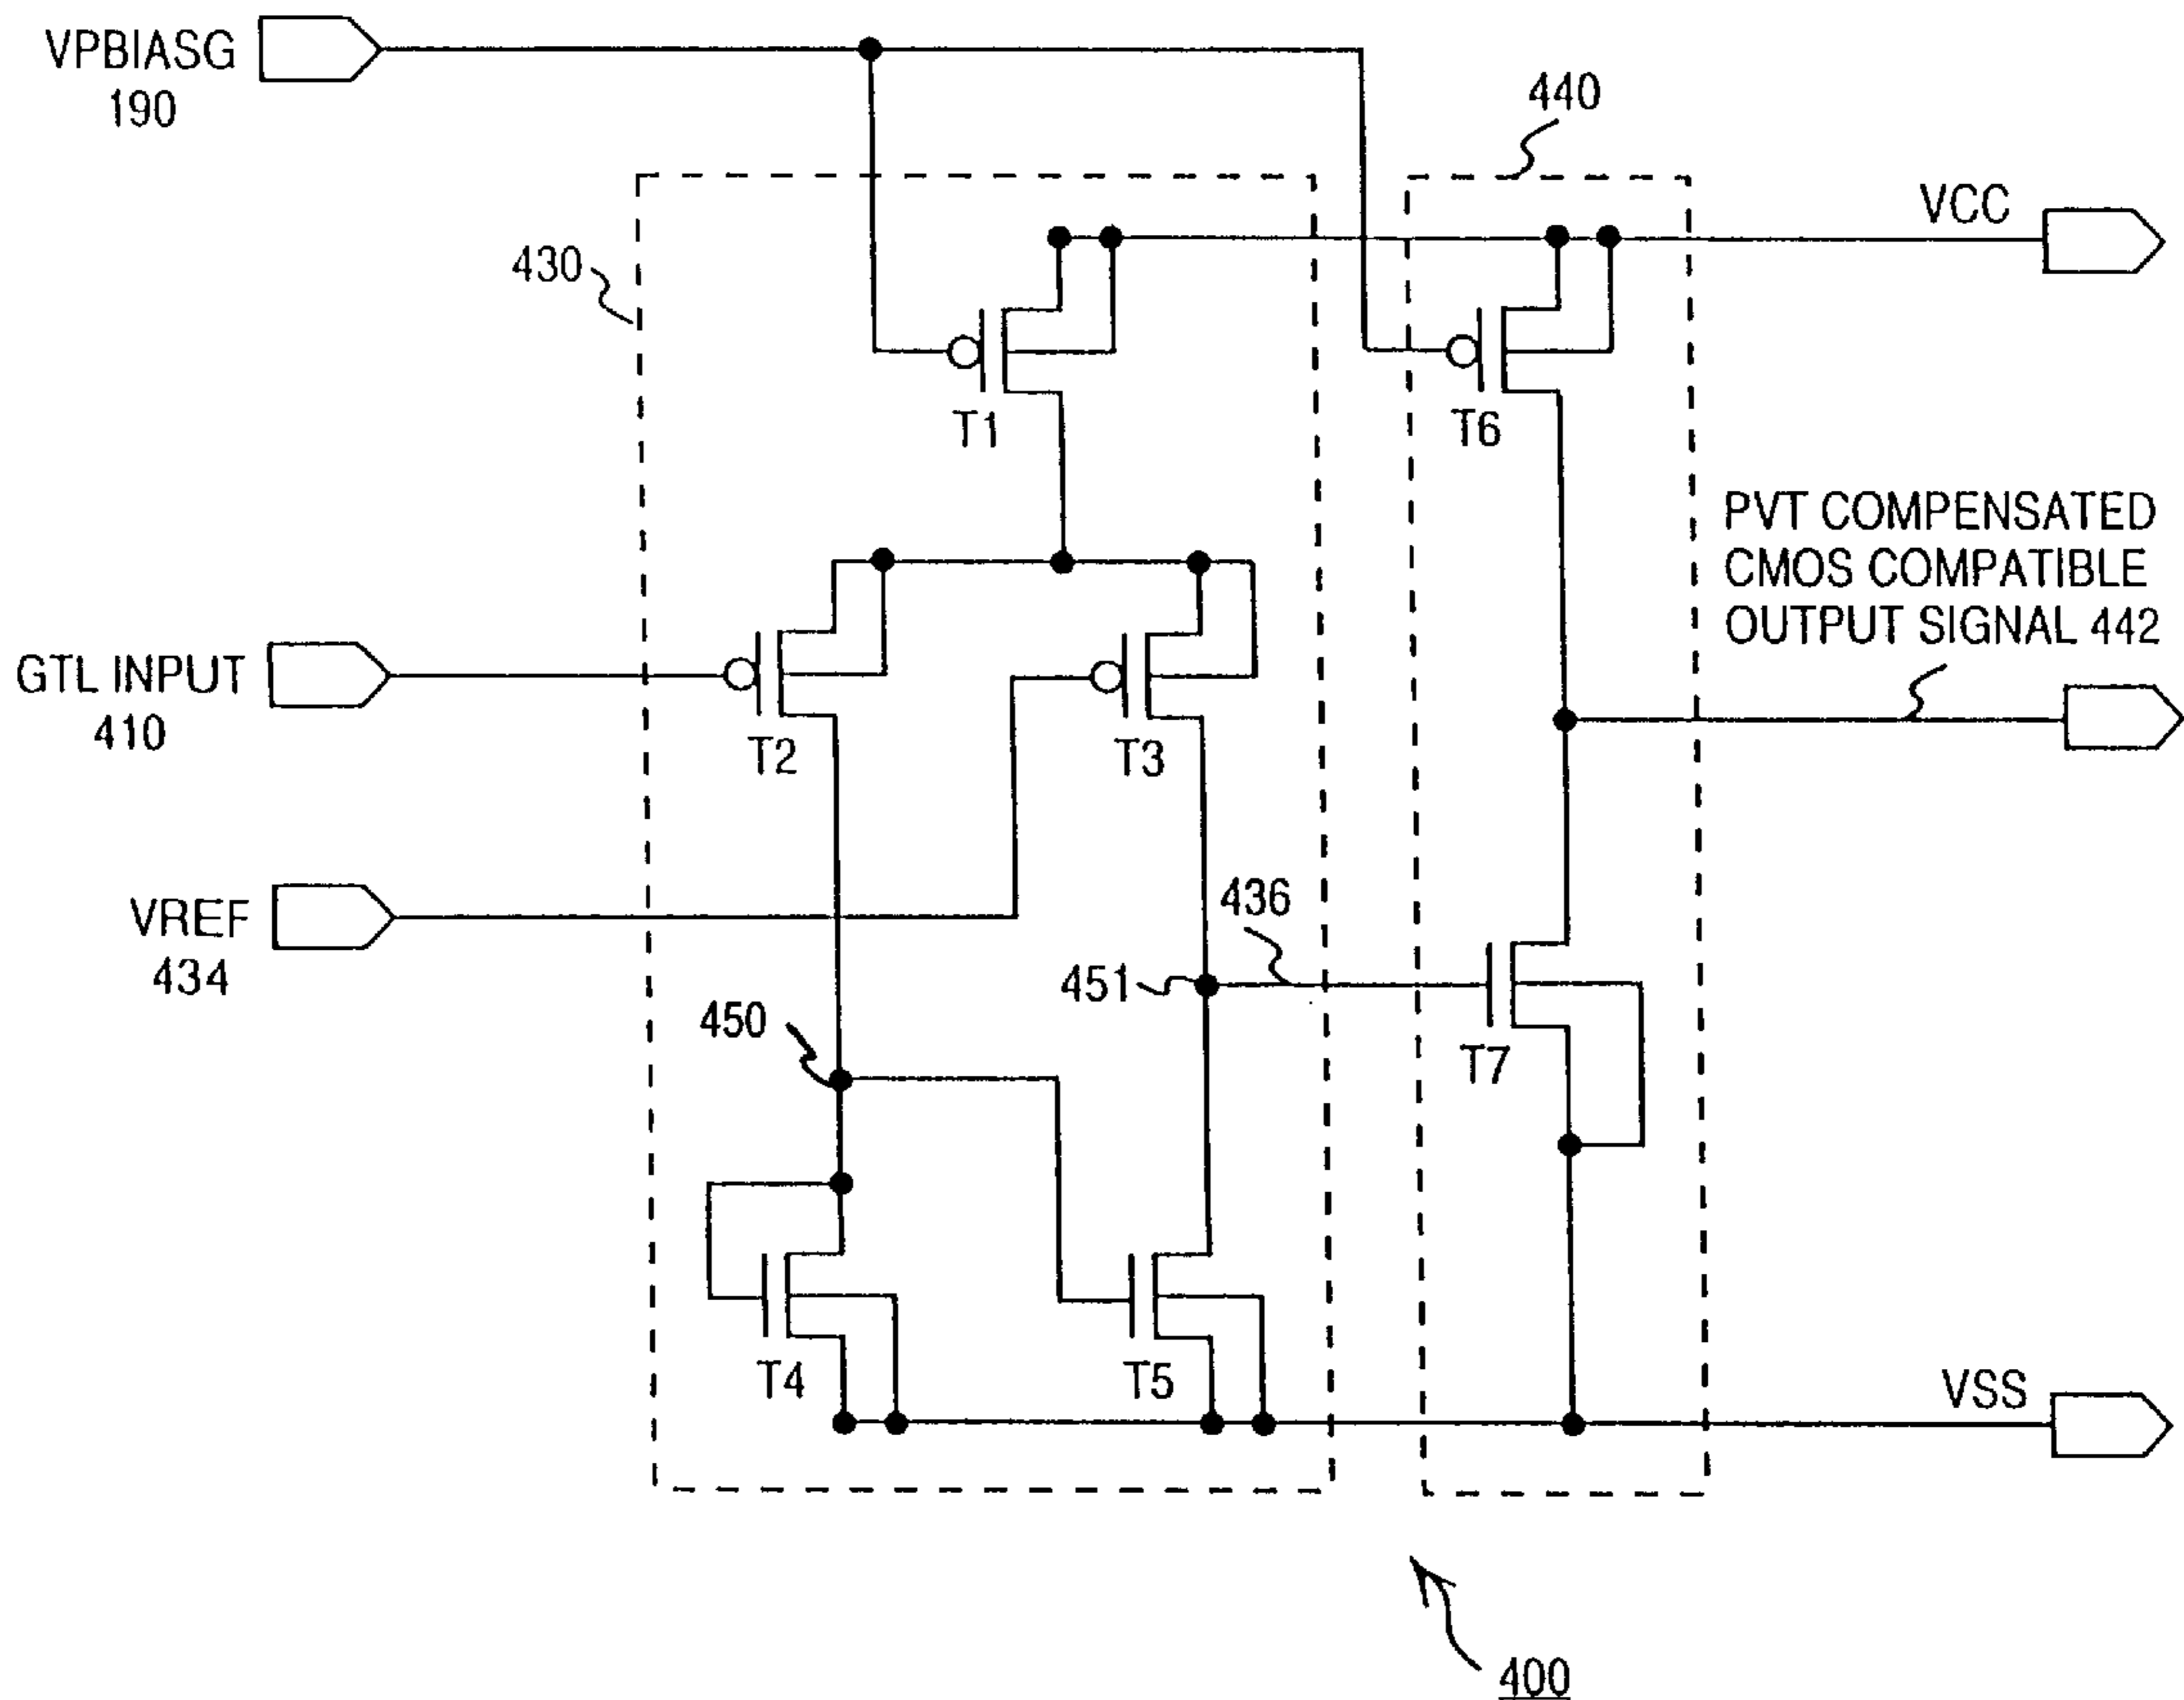 VPBIASG
190
440
VCC
430
T1
T6
PVT COMPENSATED
CMOS COMPATIBLE
OUTPUT SIGNAL 442
GTL INPUT
410
T2
T3
VREF
434
436
451
450
T7
T4
T5
VSS
400